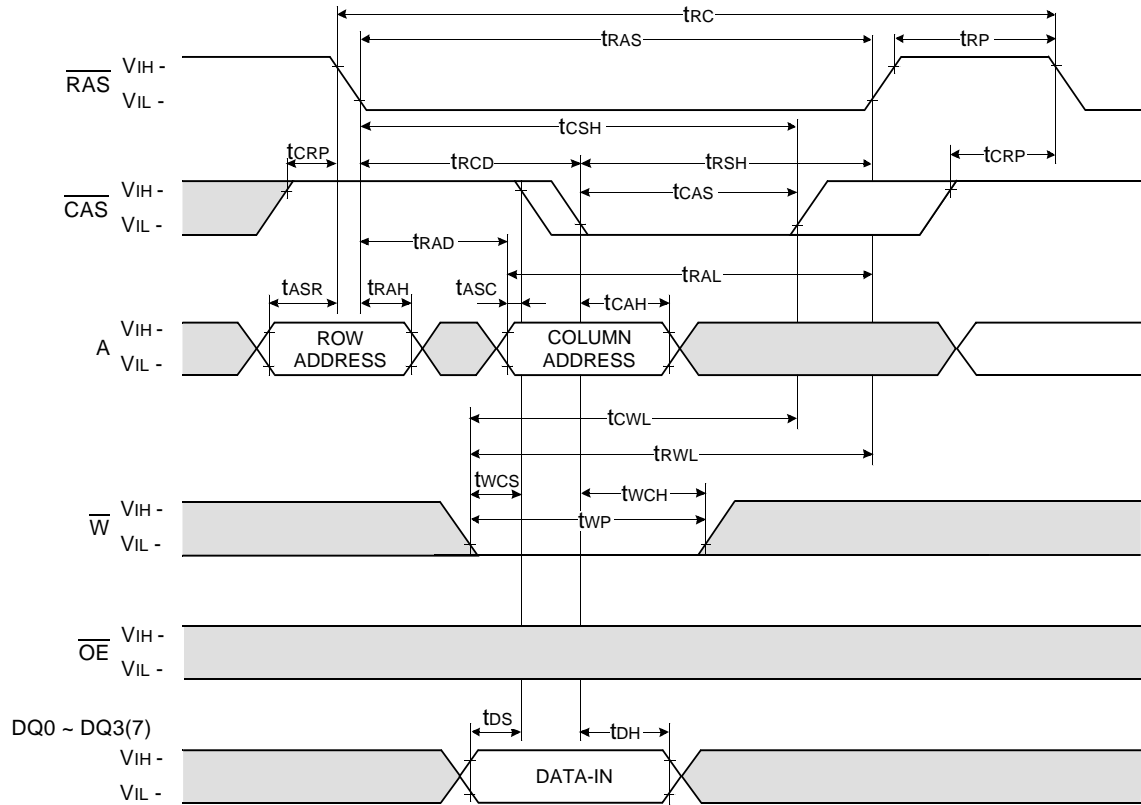 tRC
tRAS
tRP
RAS
VIH -
VIL -
tCSH
tCRP
tRCD
tRSH
tCRP
CAS
VIH -
VIL -
tCAS
tRAD
tRAL
tASR
tRAH
tASC
tCAH
A
VIH -
VIL -
ROW
ADDRESS
COLUMN
ADDRESS
tCWL
tRWL
tWCS
tWCH
W
VIH -
VIL -
tWP
OE
VIH -
VIL -
DQ0 ~ DQ3(7)
tDS
tDH
VIH -
VIL -
DATA-IN